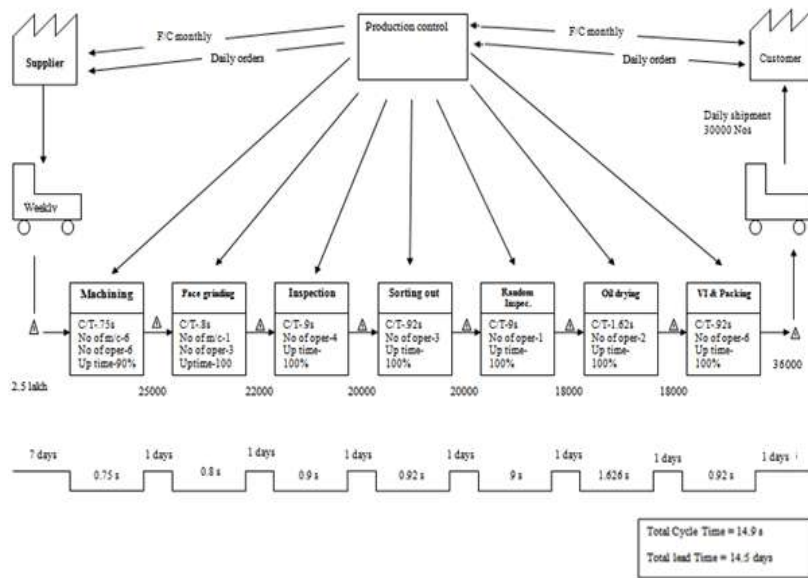 Production control
F/C monthly
Daily orders
F/C monthly
Daily orders
Supplier
Customer
Daily shipment
30000 Nos
Weekly
Machining
C/T-.75s
No of m/c-6
No of oper-6
Up time-90%
Face grinding
C/T-.8s
No of m/c-1
No of oper-3
Uptime-100
Inspection
C/T-.9s
No of oper-4
Up time-
100%
Sorting out
C/T-.92s
No of oper-3
Up time-
100%
Random
Inspec.
C/T-9s
No of oper-1
Up time-
100%
Oil drying
C/T-1.62s
No of oper-2
Up time-
100%
VI & Packing
C/T-.92s
No of oper-6
Up time-
100%
2.5 lakh
25000
22000
20000
20000
18000
18000
36000
7 days
1 days
1 days
1 days
1 days
1 days
1 days
1 days
0.75 s
0.8 s
0.9 s
0.92 s
9 s
1.626 s
0.92 s
Total Cycle Time = 14.9 s
Total lead Time = 14.5 days